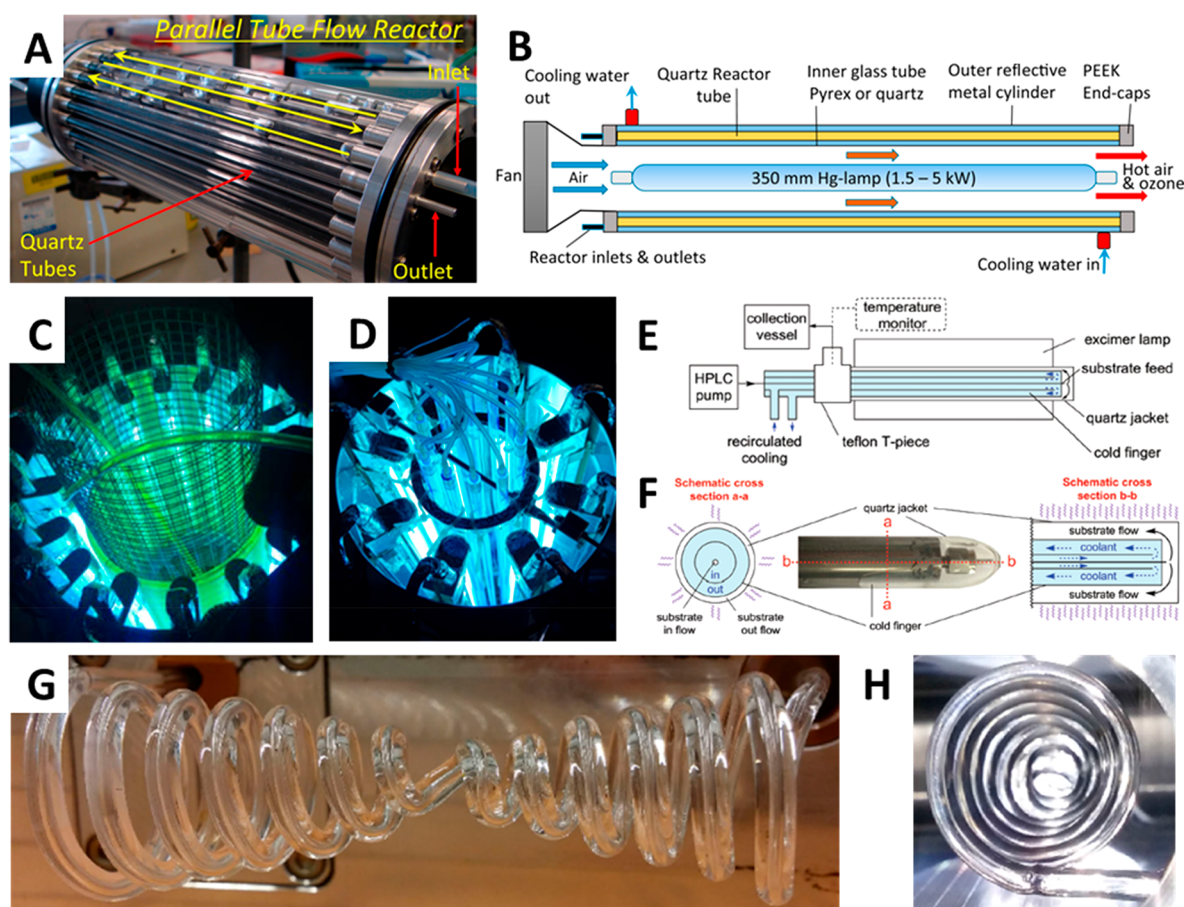 A
Parallel Tube Flow Reactor
Inlet
Quartz
Tubes
Outlet
B
Cooling water
out
Quartz Reactor
tube
Inner glass tube
Pyrex or quartz
Outer reflective
metal cylinder
PEEK
End-caps
Fan
Air
350 mm Hg-lamp (1.5 – 5 kW)
Hot air
& ozone
Reactor inlets & outlets
Cooling water in
C
D
E
collection
vessel
temperature
monitor
HPLC
pump
excimer lamp
substrate feed
quartz jacket
cold finger
recirculated
cooling
teflon T-piece
F
Schematic cross
section a-a
quartz jacket
Schematic cross
section b-b
in
out
substrate
in flow
substrate
out flow
a
b
b
a
cold finger
substrate flow
coolant
coolant
substrate flow
G
H